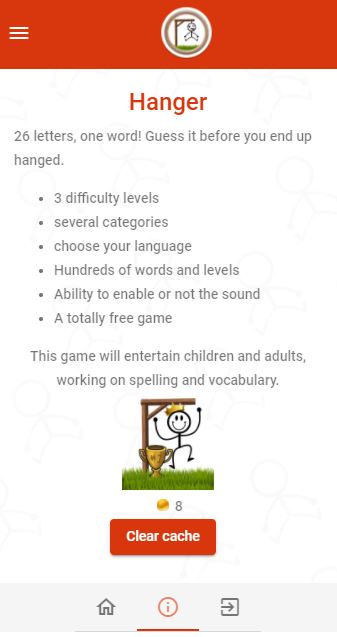 Hanger
26 letters, one word! Guess it before you end up
hanged.
3 difficulty levels
several categories
choose your language
Hundreds of words and levels
Ability to enable or not the sound
A totally free game
This game will entertain children and adults,
working on spelling and vocabulary.
8
Clear cache